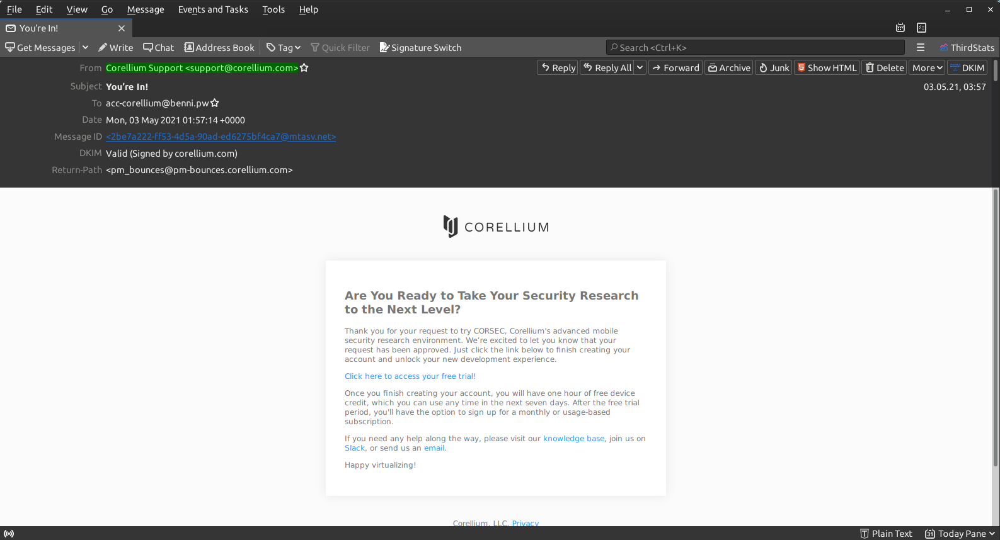 File Edit View Go Message Events and Tasks Tools Help
You're In!
Get Messages Write Chat Address Book Tag Quick Filter Signature Switch Search <Ctrl+K> ThirdStats
From Corellium Support <support@corellium.com> Reply Reply All Forward Archive Junk Show HTML Delete More DKIM
Subject You're In! 03.05.21, 03:57
To acc-corellium@benni.pw
Date Mon, 03 May 2021 01:57:14 +0000
Message ID <2be7a222-ff53-4d5a-90ad-ed6275bf4ca7@mtasv.net>
DKIM Valid (Signed by corellium.com)
Return-Path <pm_bounces@pm-bounces.corellium.com>
CORELLIUM
Are You Ready to Take Your Security Research
to the Next Level?
Thank you for your request to try CORSEC, Corellium's advanced mobile
security research environment. We’re excited to let you know that your
request has been approved. Just click the link below to finish creating your
account and unlock your new development experience.
Click here to access your free trial!
Once you finish creating your account, you will have one hour of free device
credit, which you can use any time in the next seven days. After the free trial
period, you'll have the option to sign up for a monthly or usage-based
subscription.
If you need any help along the way, please visit our knowledge base, join us on
Slack, or send us an email.
Happy virtualizing!
Corellium, LLC. Privacy
Plain Text 31 Today Pane